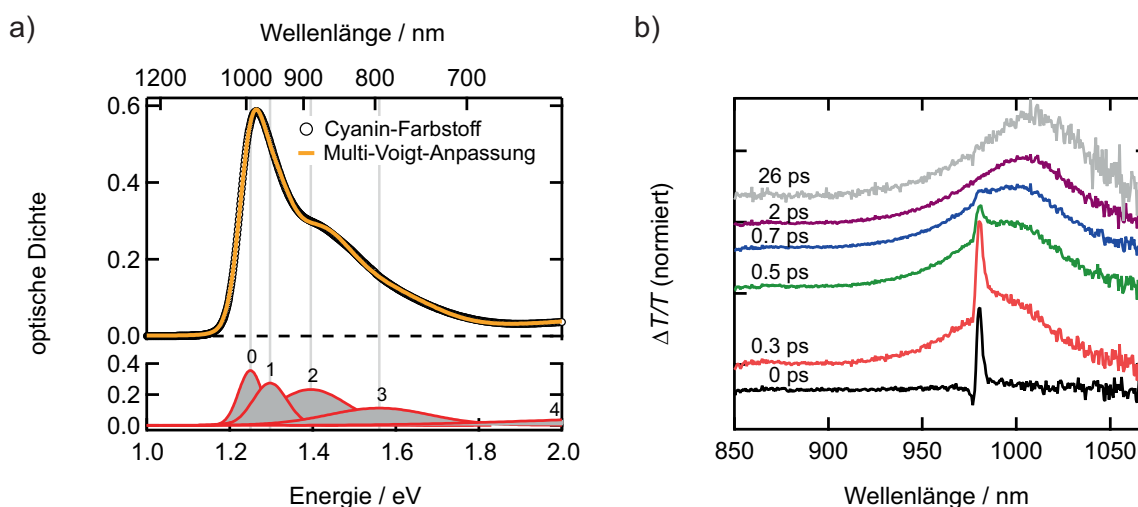 a)
Wellenlänge / nm
1200 1000 900 800 700
0.6
Cyanin-Farbstoff
Multi-Voigt-Anpassung
0.4
0.2
0.0
optische Dichte
0.4
0.2
0.0
0
1
2
3
4
1.0 1.2 1.4 1.6 1.8 2.0
Energie / eV
b)
ΔT/T (normiert)
26 ps
2 ps
0.7 ps
0.5 ps
0.3 ps
0 ps
850 900 950 1000 1050
Wellenlänge / nm